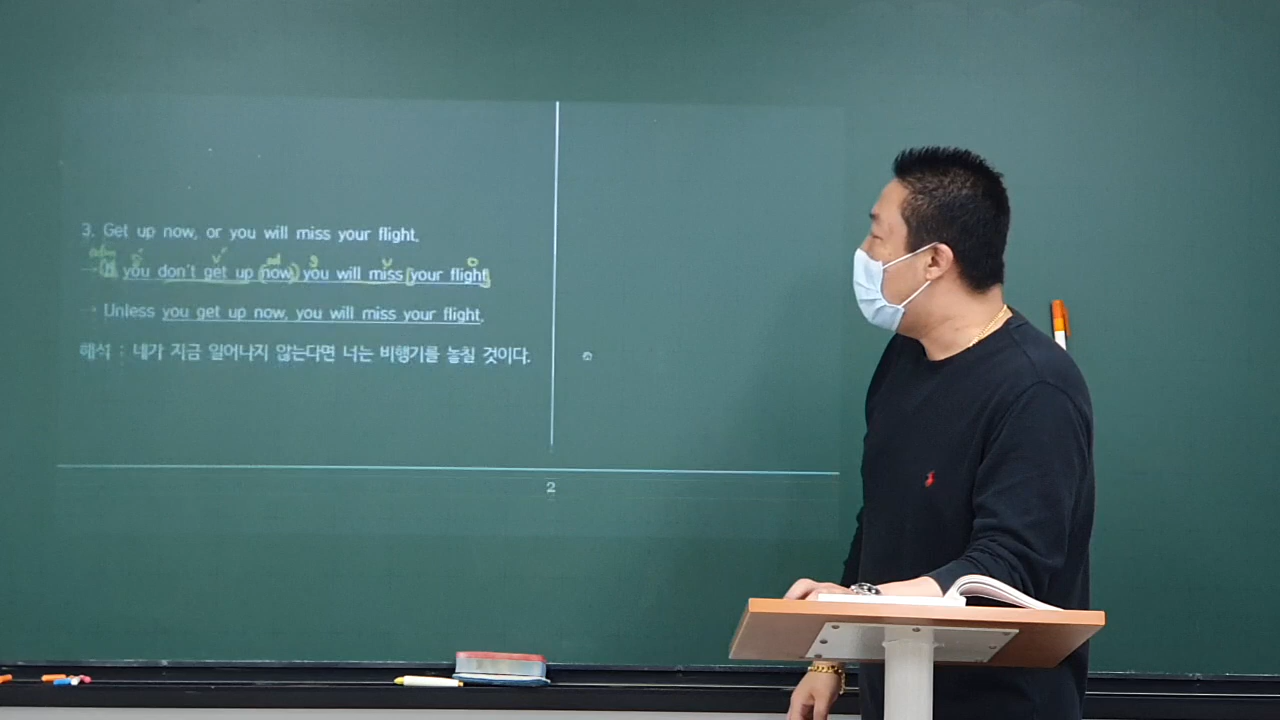 3. Get up now, or you will miss your flight.
→ If you don't get up (now) you will miss your flight
→ Unless you get up now, you will miss your flight.
해석 : 네가 지금 일어나지 않는다면 너는 비행기를 놓칠 것이다.
2